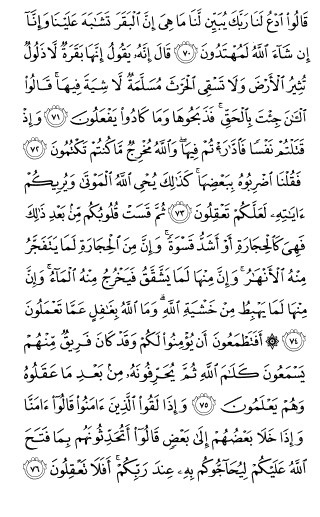 قَالُوا۟ ٱدْعُ لَنَا رَبَّكَ يُبَيِّن لَّنَا مَا هِىَ إِنَّ ٱلْبَقَرَ تَشَـٰبَهَ عَلَيْنَا وَإِنَّآ
إِن شَآءَ ٱللَّهُ لَمُهْتَدُونَ ٧٠ قَالَ إِنَّهُۥ يَقُولُ إِنَّهَا بَقَرَةٌ لَّا ذَلُولٌ
تُثِيرُ ٱلْأَرْضَ وَلَا تَسْقِى ٱلْحَرْثَ مُسَلَّمَةٌ لَّا شِيَةَ فِيهَا ۚ قَالُوا۟
ٱلْـَٔـٰنَ جِئْتَ بِٱلْحَقِّ ۚ فَذَبَحُوهَا وَمَا كَادُوا۟ يَفْعَلُونَ ٧١ وَإِذْ
قَتَلْتُمْ نَفْسًا فَٱدَّٰرَْٰٔتُمْ فِيهَا ۖ وَٱللَّهُ مُخْرِجٌ مَّا كُنتُمْ تَكْتُمُونَ ٧٢
فَقُلْنَا ٱضْرِبُوهُ بِبَعْضِهَا ۚ كَذَٰلِكَ يُحْىِ ٱللَّهُ ٱلْمَوْتَىٰ وَيُرِيكُمْ
ءَايَـٰتِهِۦ لَعَلَّكُمْ تَعْقِلُونَ ٧٣ ثُمَّ قَسَتْ قُلُوبُكُم مِّنۢ بَعْدِ ذَٰلِكَ
فَهِىَ كَٱلْحِجَارَةِ أَوْ أَشَدُّ قَسْوَةً ۚ وَإِنَّ مِنَ ٱلْحِجَارَةِ لَمَا يَتَفَجَّرُ
مِنْهُ ٱلْأَنْهَـٰرُ ۚ وَإِنَّ مِنْهَا لَمَا يَشَّقَّقُ فَيَخْرُجُ مِنْهُ ٱلْمَآءُ ۚ وَإِنَّ
مِنْهَا لَمَا يَهْبِطُ مِنْ خَشْيَةِ ٱللَّهِ ۗ وَمَا ٱللَّهُ بِغَـٰفِلٍ عَمَّا تَعْمَلُونَ
٧٤ ۞ أَفَتَطْمَعُونَ أَن يُؤْمِنُوا۟ لَكُمْ وَقَدْ كَانَ فَرِيقٌ مِّنْهُمْ
يَسْمَعُونَ كَلَـٰمَ ٱللَّهِ ثُمَّ يُحَرِّفُونَهُۥ مِنۢ بَعْدِ مَا عَقَلُوهُ
وَهُمْ يَعْلَمُونَ ٧٥ وَإِذَا لَقُوا۟ ٱلَّذِينَ ءَامَنُوا۟ قَالُوٓا۟ ءَامَنَّا
وَإِذَا خَلَا بَعْضُهُمْ إِلَىٰ بَعْضٍ قَالُوٓا۟ أَتُحَدِّثُونَهُم بِمَا فَتَحَ
ٱللَّهُ عَلَيْكُمْ لِيُحَآجُّوكُم بِهِۦ عِندَ رَبِّكُمْ ۚ أَفَلَا تَعْقِلُونَ ٧٦